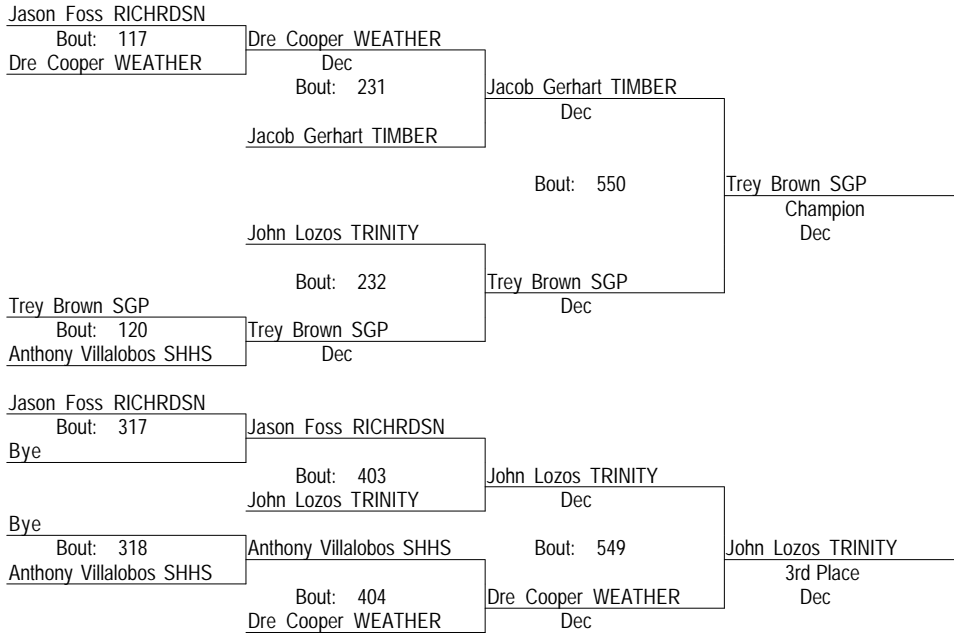 Jason Foss RICHRDSN
Bout: 117
Dre Cooper WEATHER
Dre Cooper WEATHER
Dec
Bout: 231
Jacob Gerhart TIMBER
Jacob Gerhart TIMBER
Dec
Bout: 550
Trey Brown SGP
Champion
Dec
John Lozos TRINITY
Bout: 232
Trey Brown SGP
Dec
Trey Brown SGP
Bout: 120
Anthony Villalobos SHHS
Trey Brown SGP
Dec
Jason Foss RICHRDSN
Bout: 317
Bye
Jason Foss RICHRDSN
Bout: 403
John Lozos TRINITY
John Lozos TRINITY
Dec
Bye
Bout: 318
Anthony Villalobos SHHS
Anthony Villalobos SHHS
Bout: 549
John Lozos TRINITY
3rd Place
Dec
Bout: 404
Dre Cooper WEATHER
Dre Cooper WEATHER
Dec